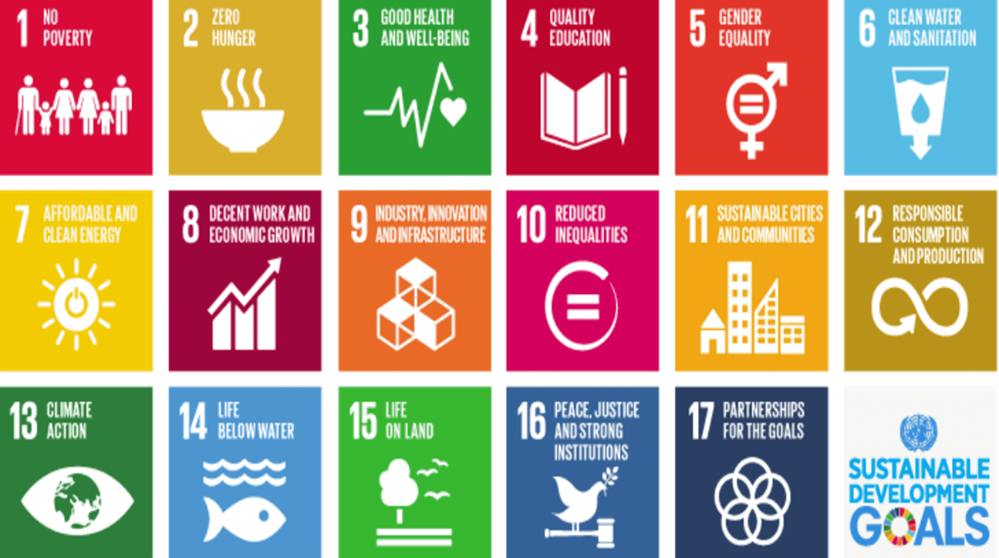 1 NO
POVERTY
2 ZERO
HUNGER
3 GOOD HEALTH
AND WELL-BEING
4 QUALITY
EDUCATION
5 GENDER
EQUALITY
6 CLEAN WATER
AND SANITATION
7 AFFORDABLE AND
CLEAN ENERGY
8 DECENT WORK AND
ECONOMIC GROWTH
9 INDUSTRY, INNOVATION
AND INFRASTRUCTURE
10 REDUCED
INEQUALITIES
11 SUSTAINABLE CITIES
AND COMMUNITIES
12 RESPONSIBLE
CONSUMPTION
AND PRODUCTION
13 CLIMATE
ACTION
14 LIFE
BELOW WATER
15 LIFE
ON LAND
16 PEACE, JUSTICE
AND STRONG
INSTITUTIONS
17 PARTNERSHIPS
FOR THE GOALS
SUSTAINABLE
DEVELOPMENT
GOALS